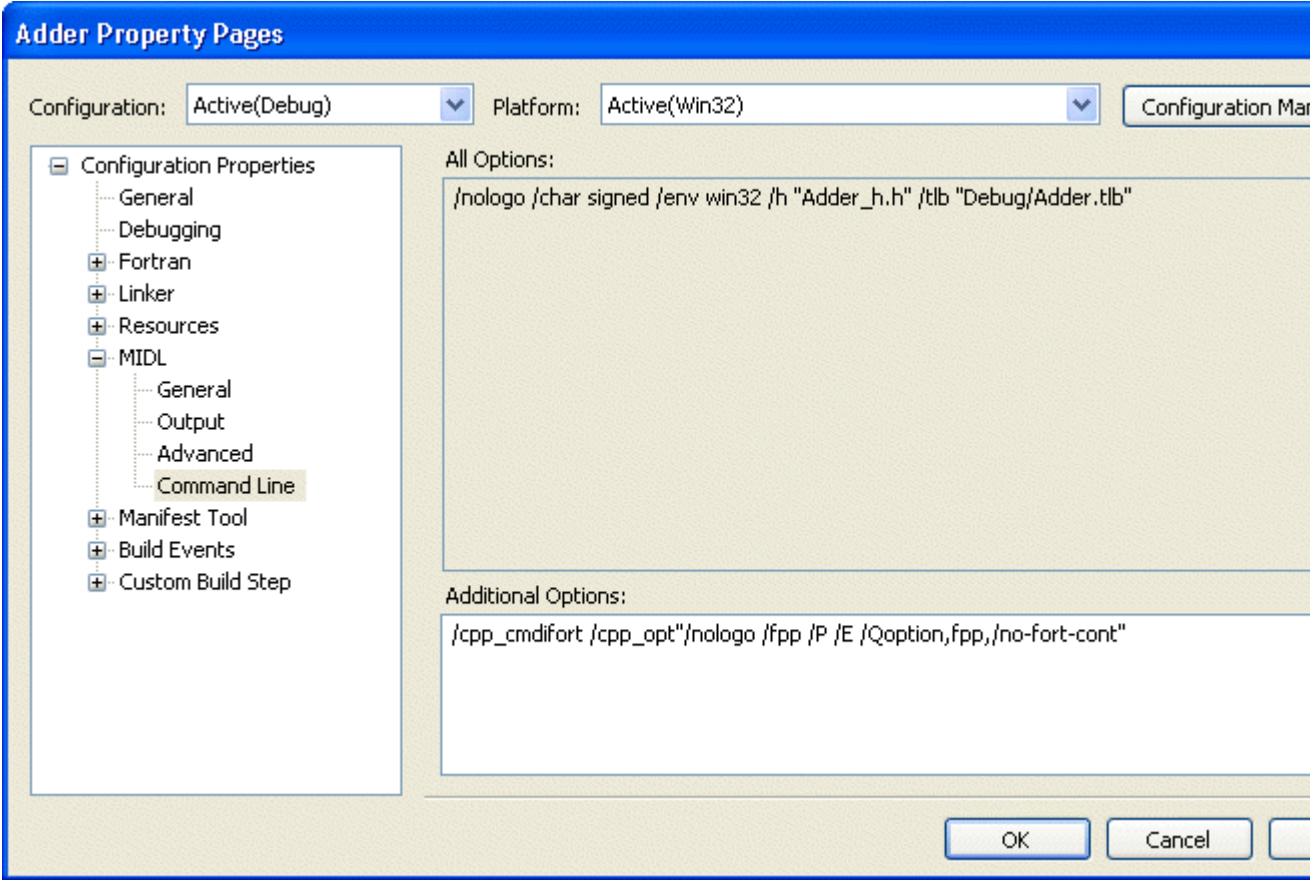 Adder Property Pages
Configuration: Active(Debug) Platform: Active(Win32) Configuration Mar
Configuration Properties
General
Debugging
Fortran
Linker
Resources
MIDL
General
Output
Advanced
Command Line
Manifest Tool
Build Events
Custom Build Step
All Options:
/nologo /char signed /env win32 /h "Adder_h.h" /tlb "Debug/Adder.tlb"
Additional Options:
/cpp_cmdifort /cpp_opt"/nologo /fpp /P /E /Qoption,fpp,/no-fort-cont"
OK Cancel